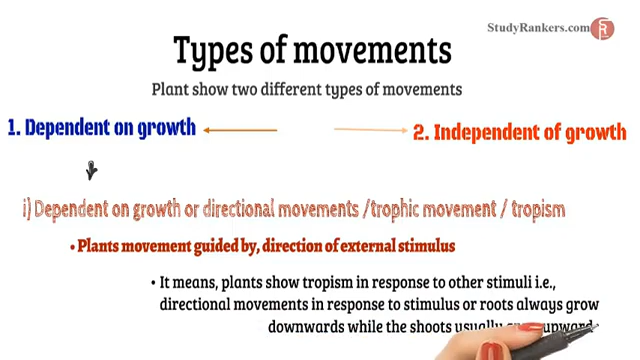 StudyRankers.com
Types of movements
Plant show two different types of movements
1. Dependent on growth
2. Independent of growth
i) Dependent on growth or directional movements /trophic movement / tropism
• Plants movement guided by, direction of external stimulus
• It means, plants show tropism in response to other stimuli i.e.,
directional movements in response to stimulus or roots always grow
downwards while the shoots usually upward